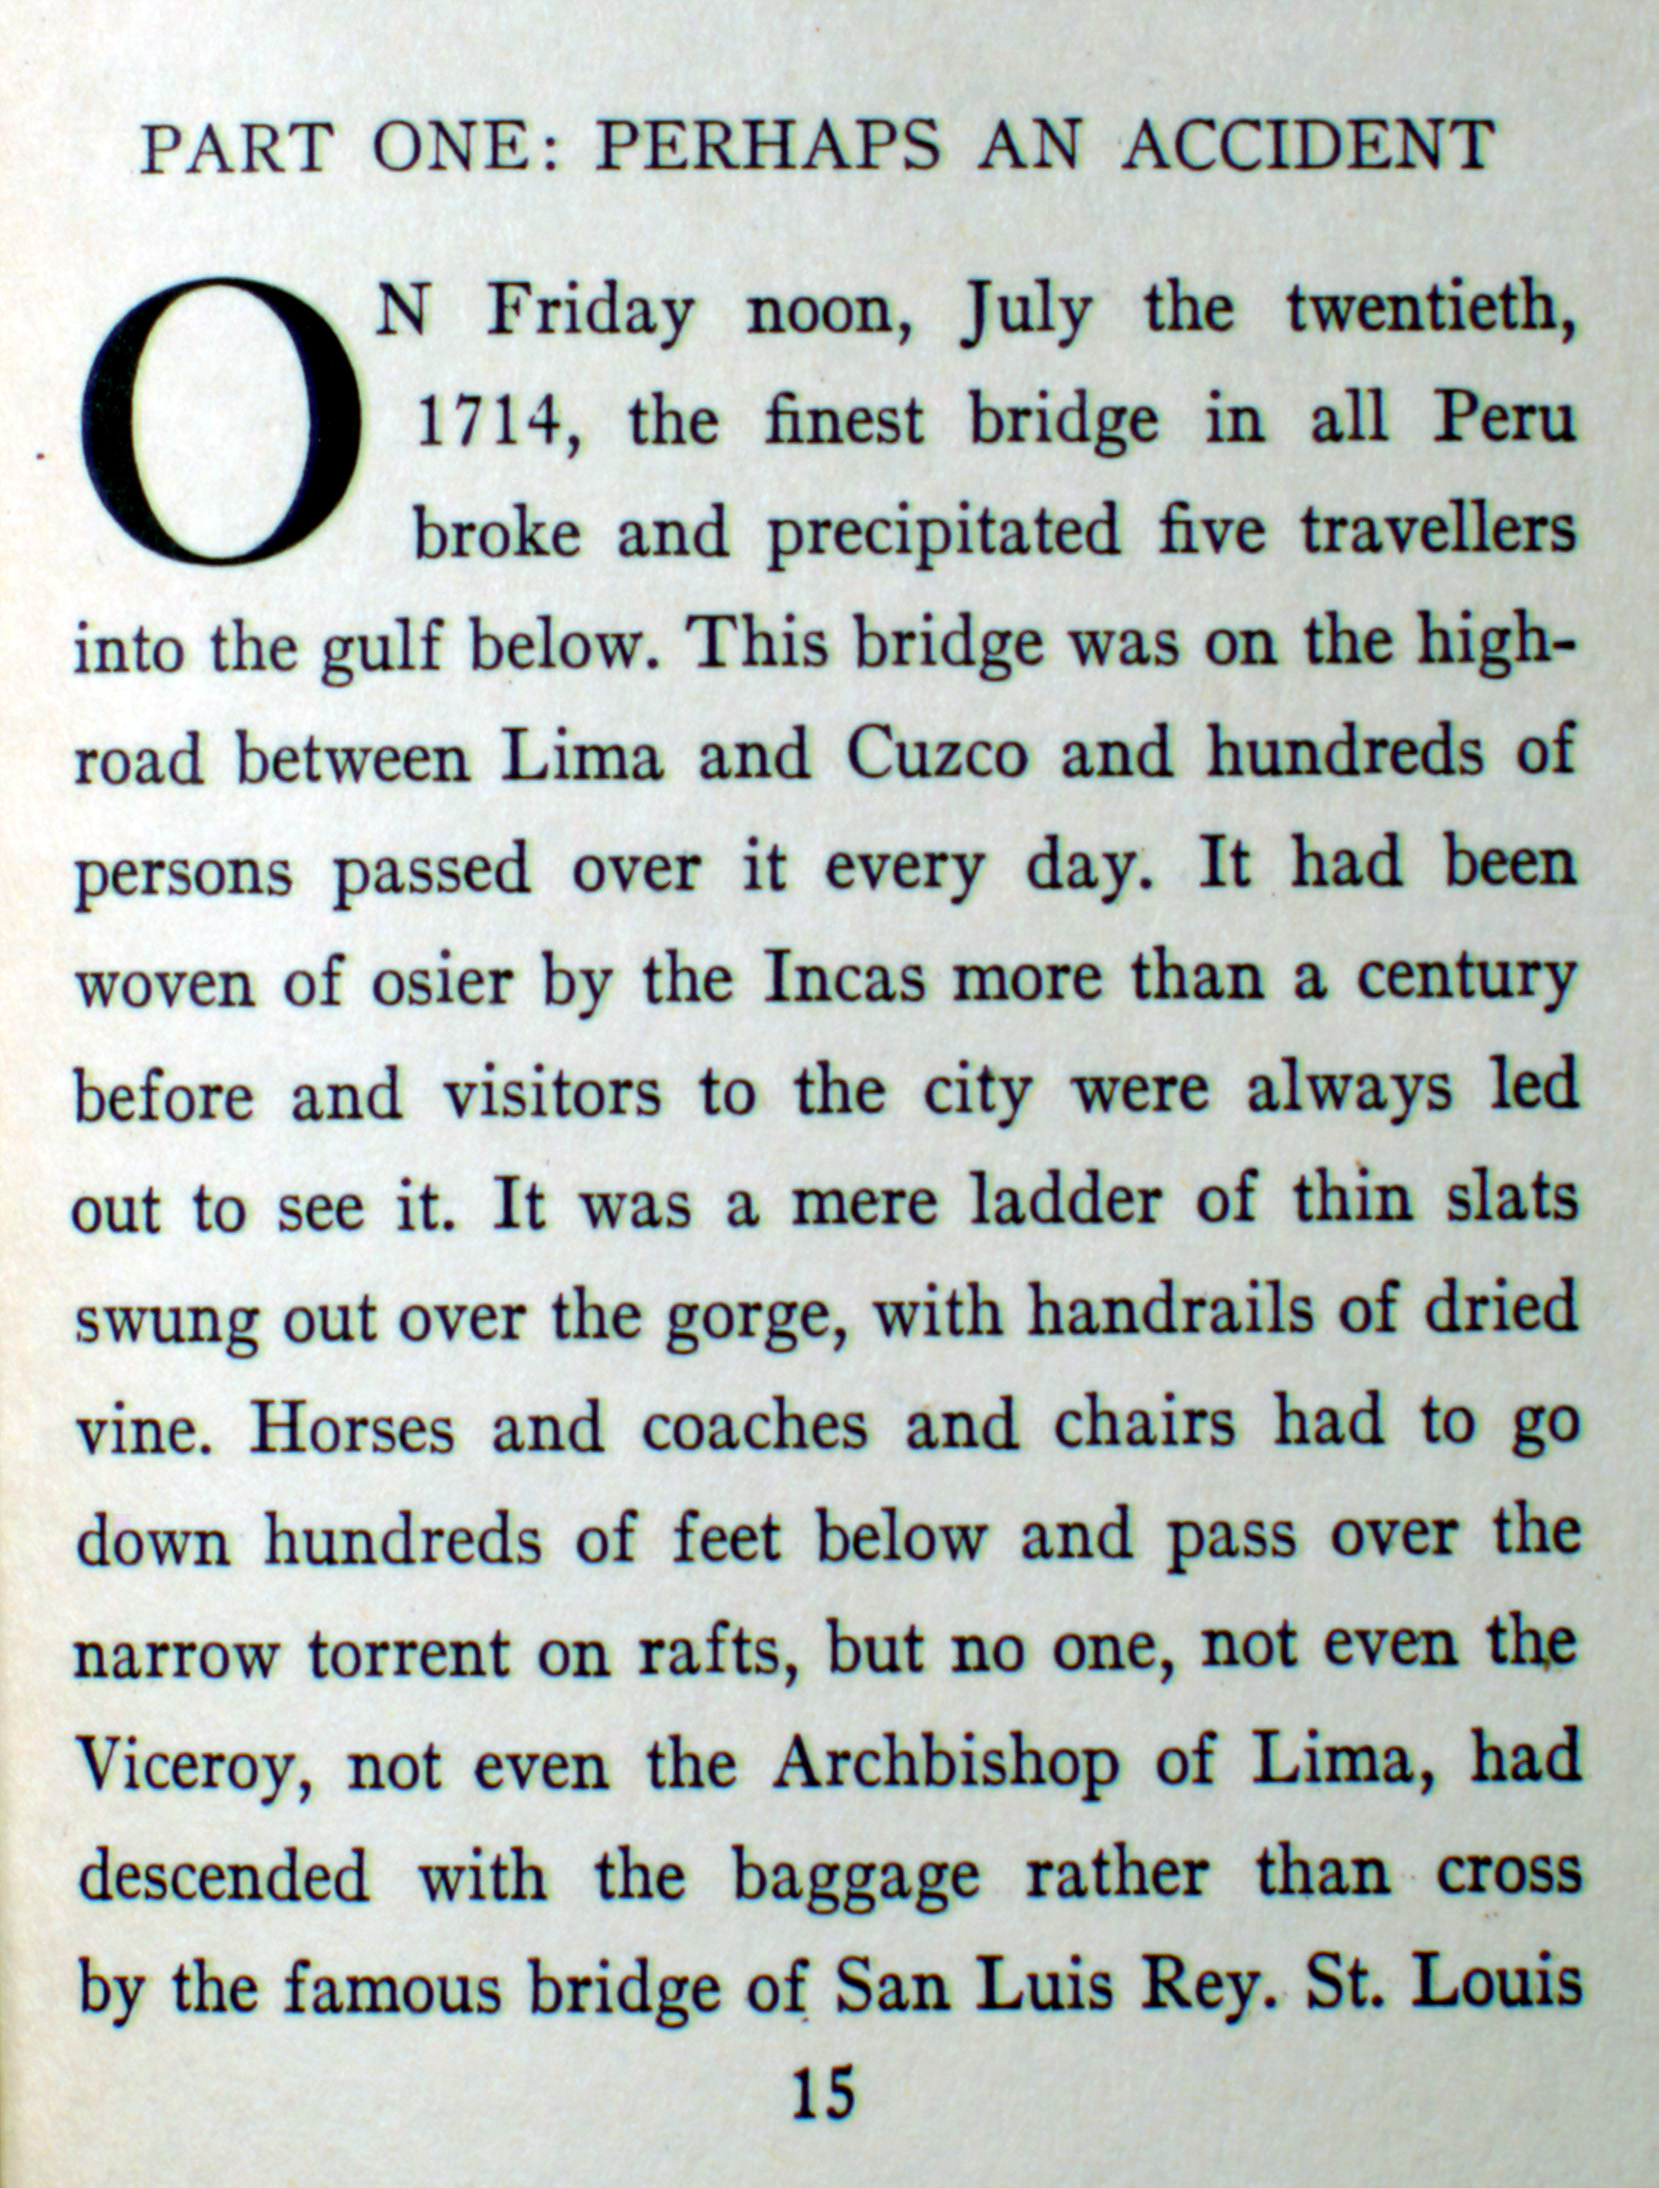 PART ONE: PERHAPS AN ACCIDENT
ON Friday noon, July the twentieth,
1714, the finest bridge in all Peru
broke and precipitated five travellers
into the gulf below. This bridge was on the high-
road between Lima and Cuzco and hundreds of
persons passed over it every day. It had been
woven of osier by the Incas more than a century
before and visitors to the city were always led
out to see it. It was a mere ladder of thin slats
swung out over the gorge, with handrails of dried
vine. Horses and coaches and chairs had to go
down hundreds of feet below and pass over the
narrow torrent on rafts, but no one, not even the
Viceroy, not even the Archbishop of Lima, had
descended with the baggage rather than cross
by the famous bridge of San Luis Rey. St. Louis
15